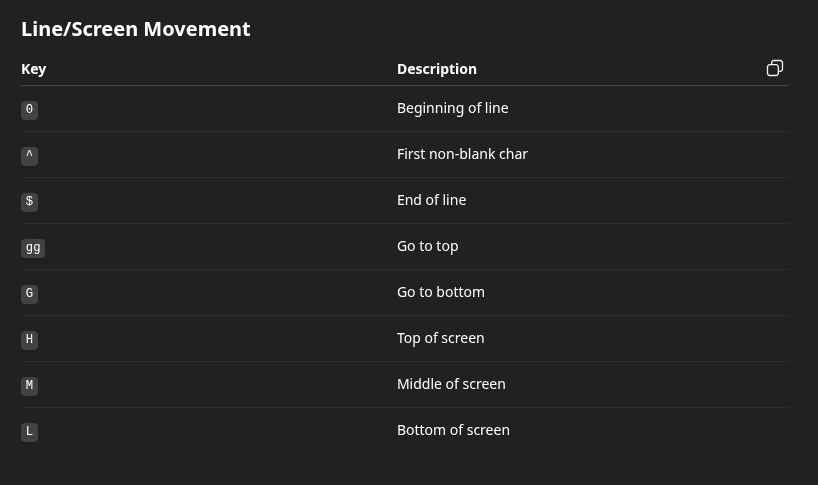 Line/Screen Movement
Key Description
0 Beginning of line
^ First non-blank char
$ End of line
gg Go to top
G Go to bottom
H Top of screen
M Middle of screen
L Bottom of screen